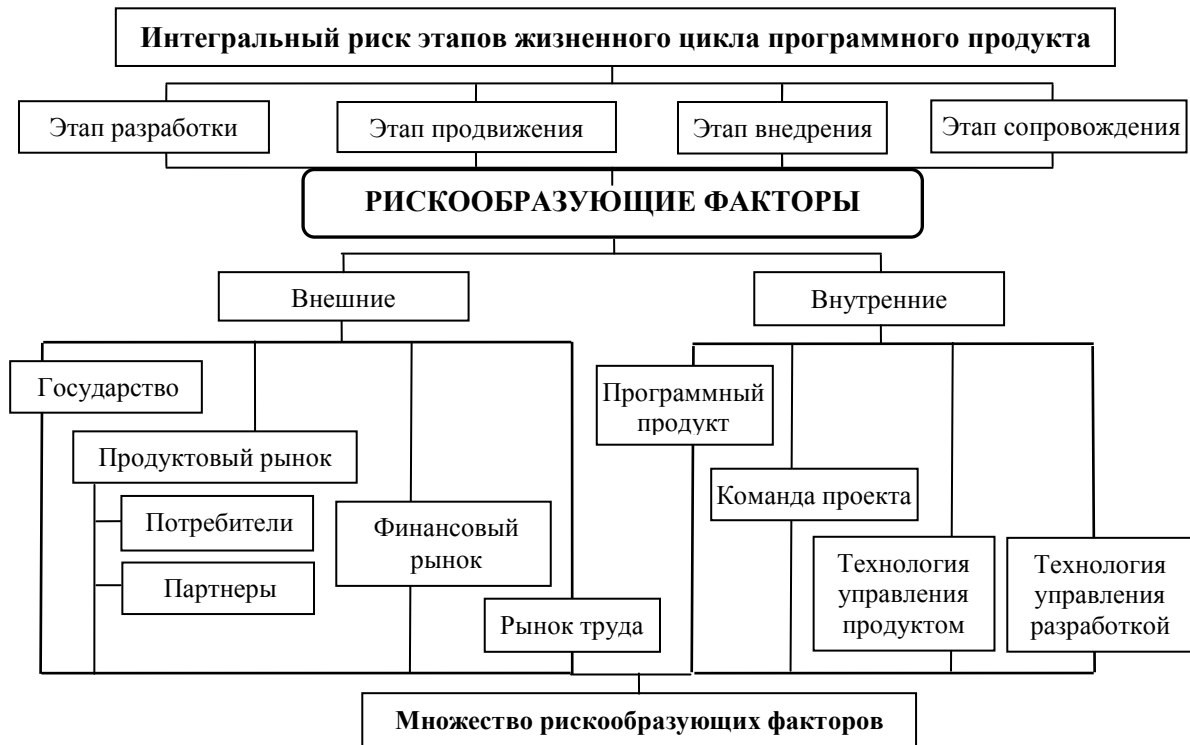 Интегральный риск этапов жизненного цикла программного продукта
Этап разработки
Этап продвижения
Этап внедрения
Этап сопровождения
РИСКООБРАЗУЮЩИЕ ФАКТОРЫ
Внешние
Внутренние
Государство
Продуктовый рынок
Потребители
Партнеры
Финансовый
рынок
Рынок труда
Программный
продукт
Команда проекта
Технология
управления
продуктом
Технология
управления
разработкой
Множество рискообразующих факторов